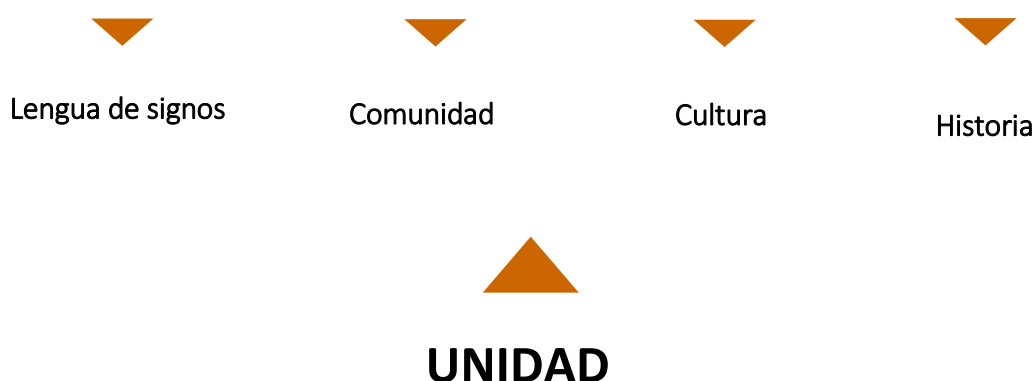 Lengua de signos
Comunidad
Cultura
Historia
UNIDAD